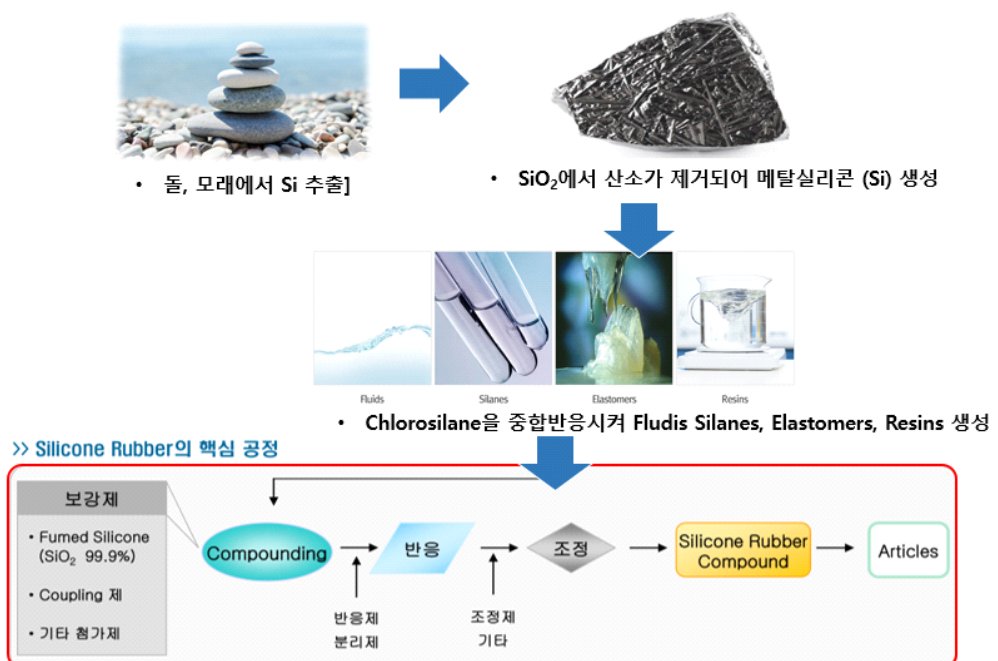 • 돌, 모래에서 Si 추출]
• SiO₂에서 산소가 제거되어 메탈실리콘 (Si) 생성
Fluids
Silanes
Elastomers
Resins
• Chlorosilane을 중합반응시켜 Fludis Silanes, Elastomers, Resins 생성
>> Silicone Rubber의 핵심 공정
보강제
• Fumed Silicone
(SiO₂ 99.9%)
• Coupling 제
• 기타 첨가제
Compounding
반응
조정
Silicone Rubber
Compound
Articles
반응제
분리제
조정제
기타